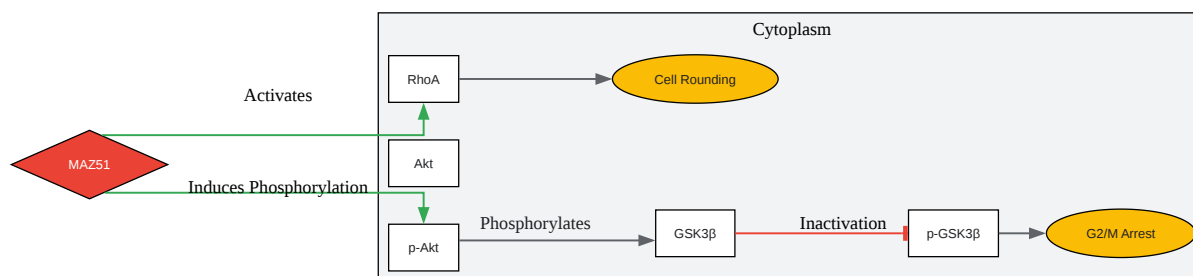 Cytoplasm
RhoA
Cell Rounding
Activates
MAZ51
Akt
Induces Phosphorylation
p-Akt
Phosphorylates
GSK3β
Inactivation
p-GSK3β
G2/M Arrest